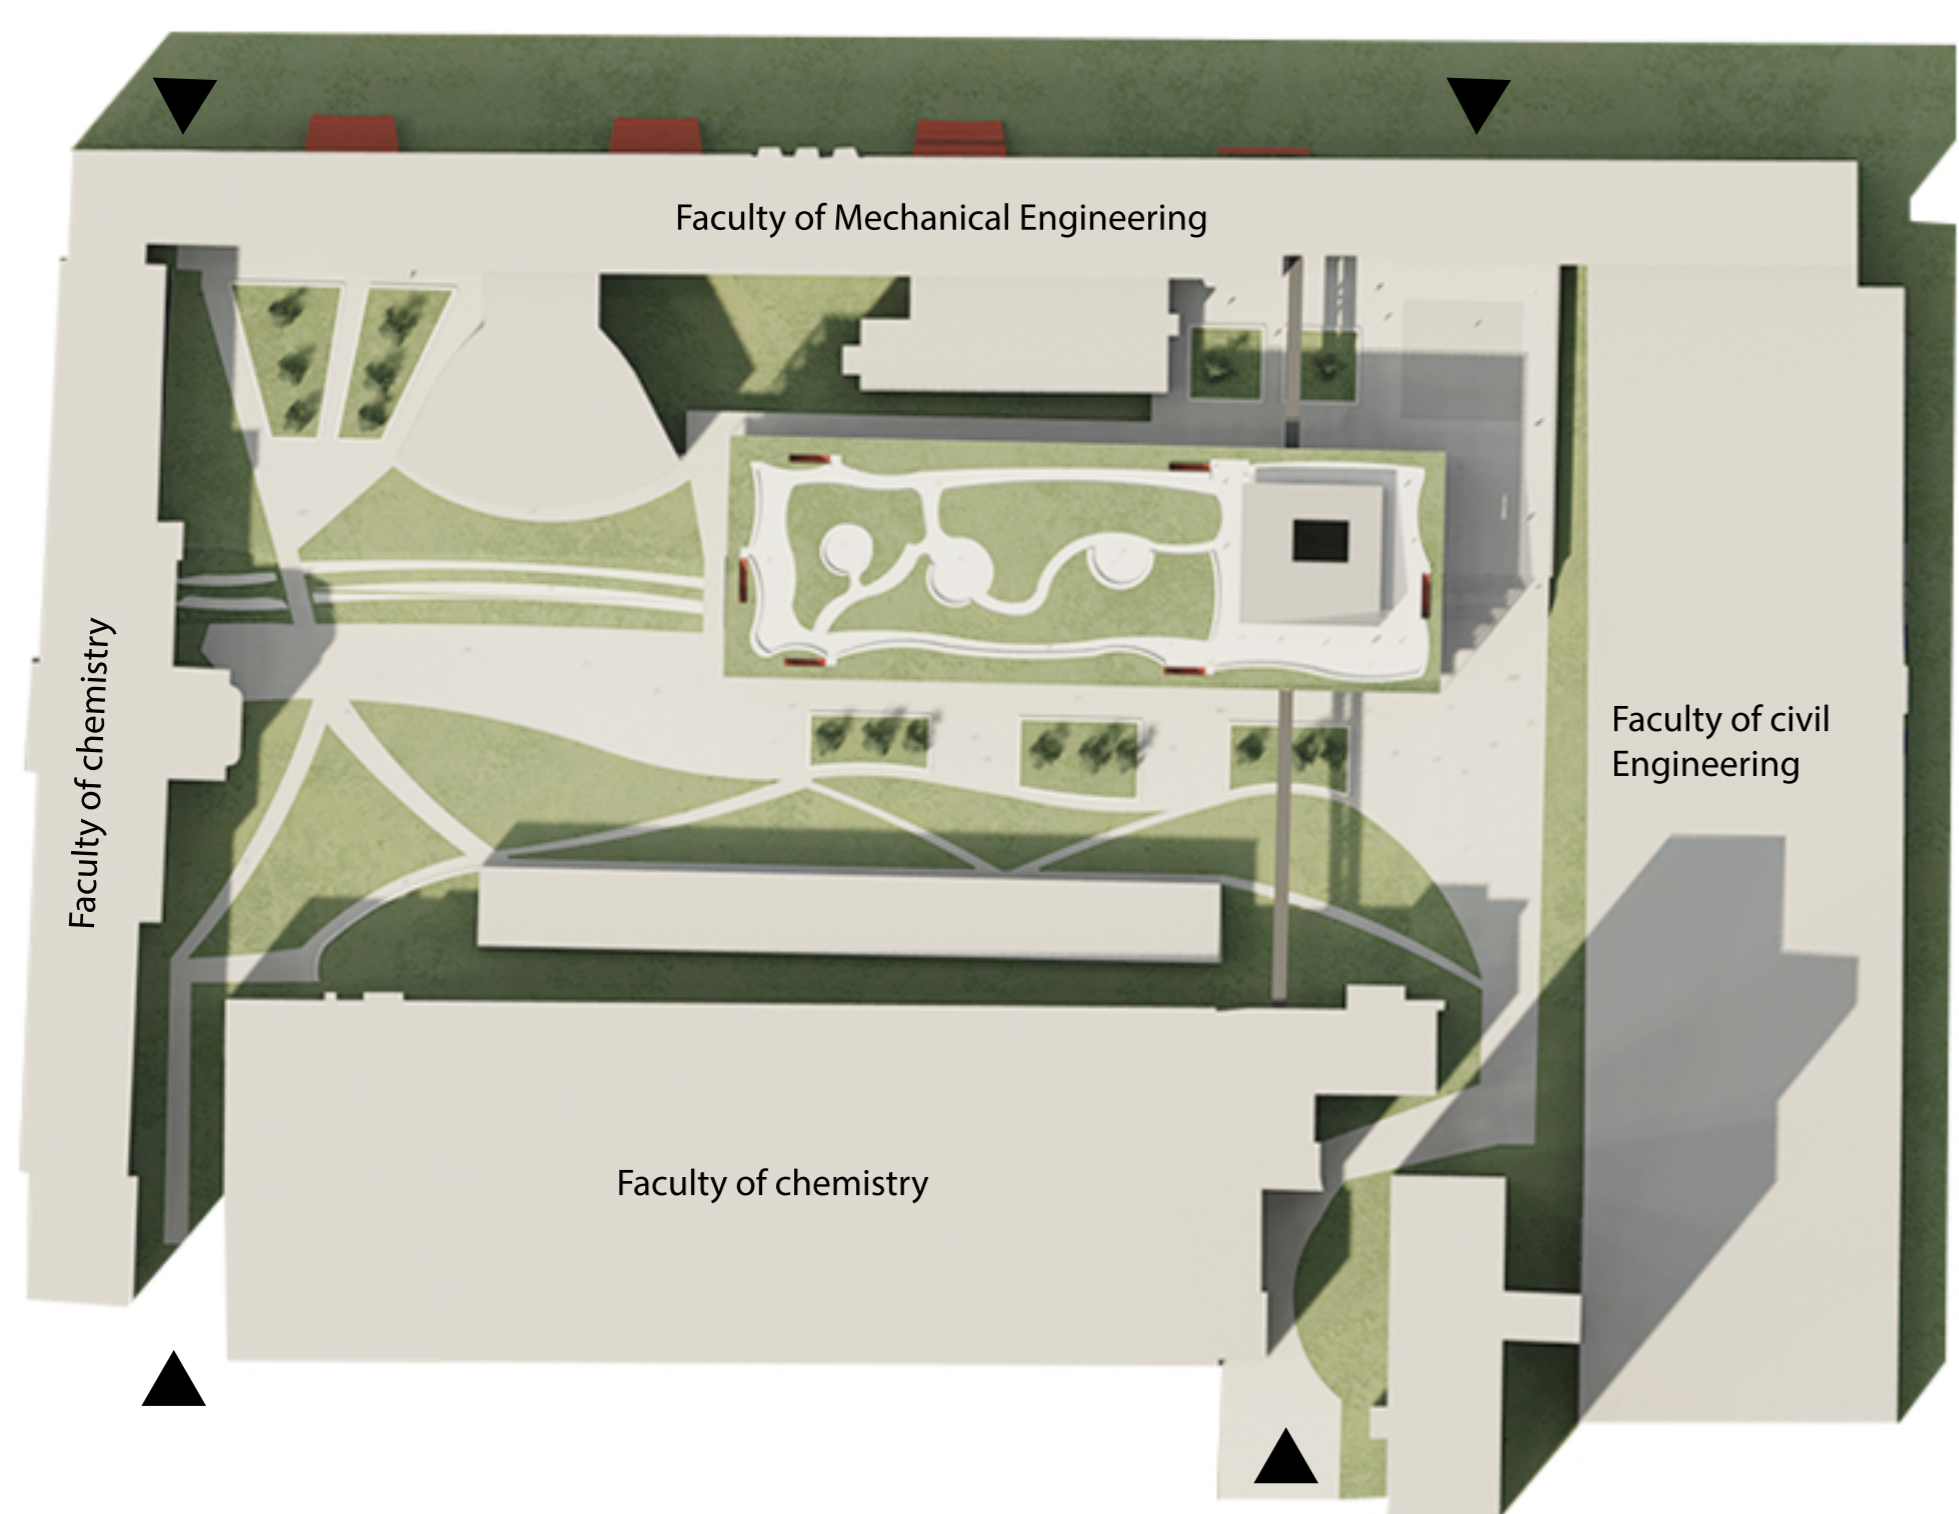 Faculty of Mechanical Engineering
Faculty of chemistry
Faculty of civil
Engineering
Faculty of chemistry